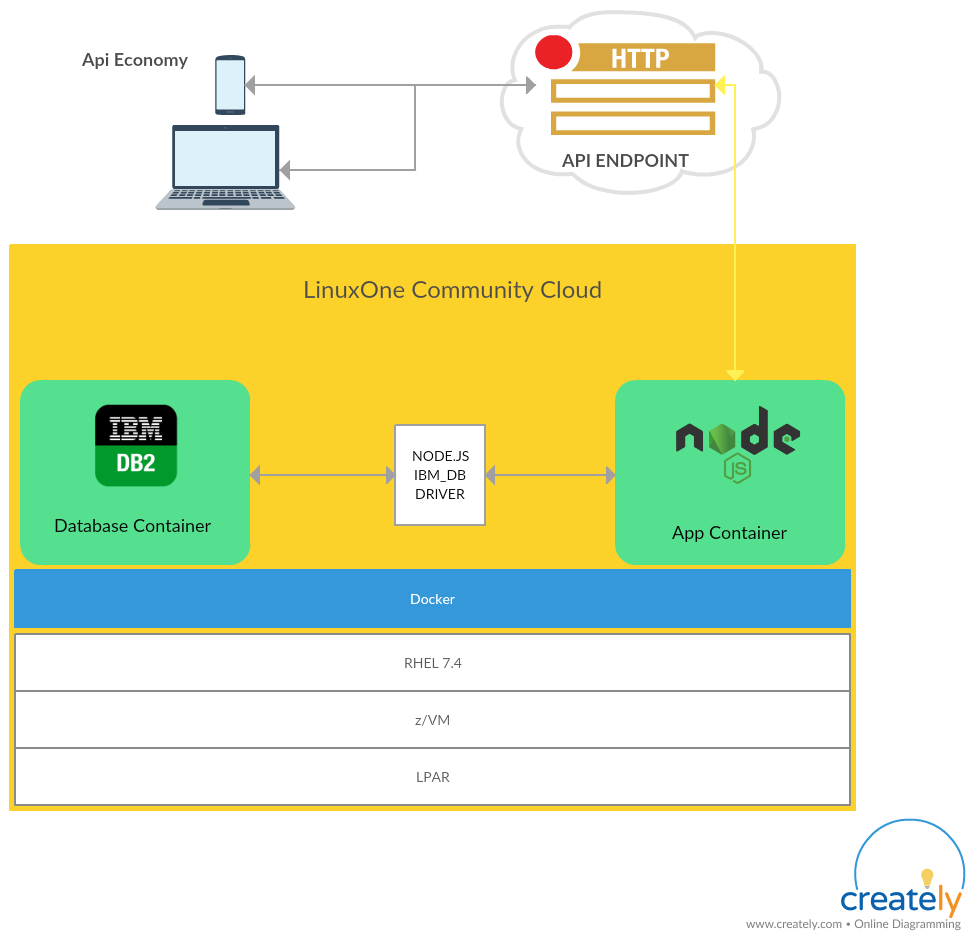 Api Economy
HTTP
API ENDPOINT
LinuxOne Community Cloud
IBM
DB2
Database Container
NODE.JS
IBM_DB
DRIVER
node
JS
App Container
Docker
RHEL 7.4
z/VM
LPAR
creately
www.creately.com • Online Diagramming